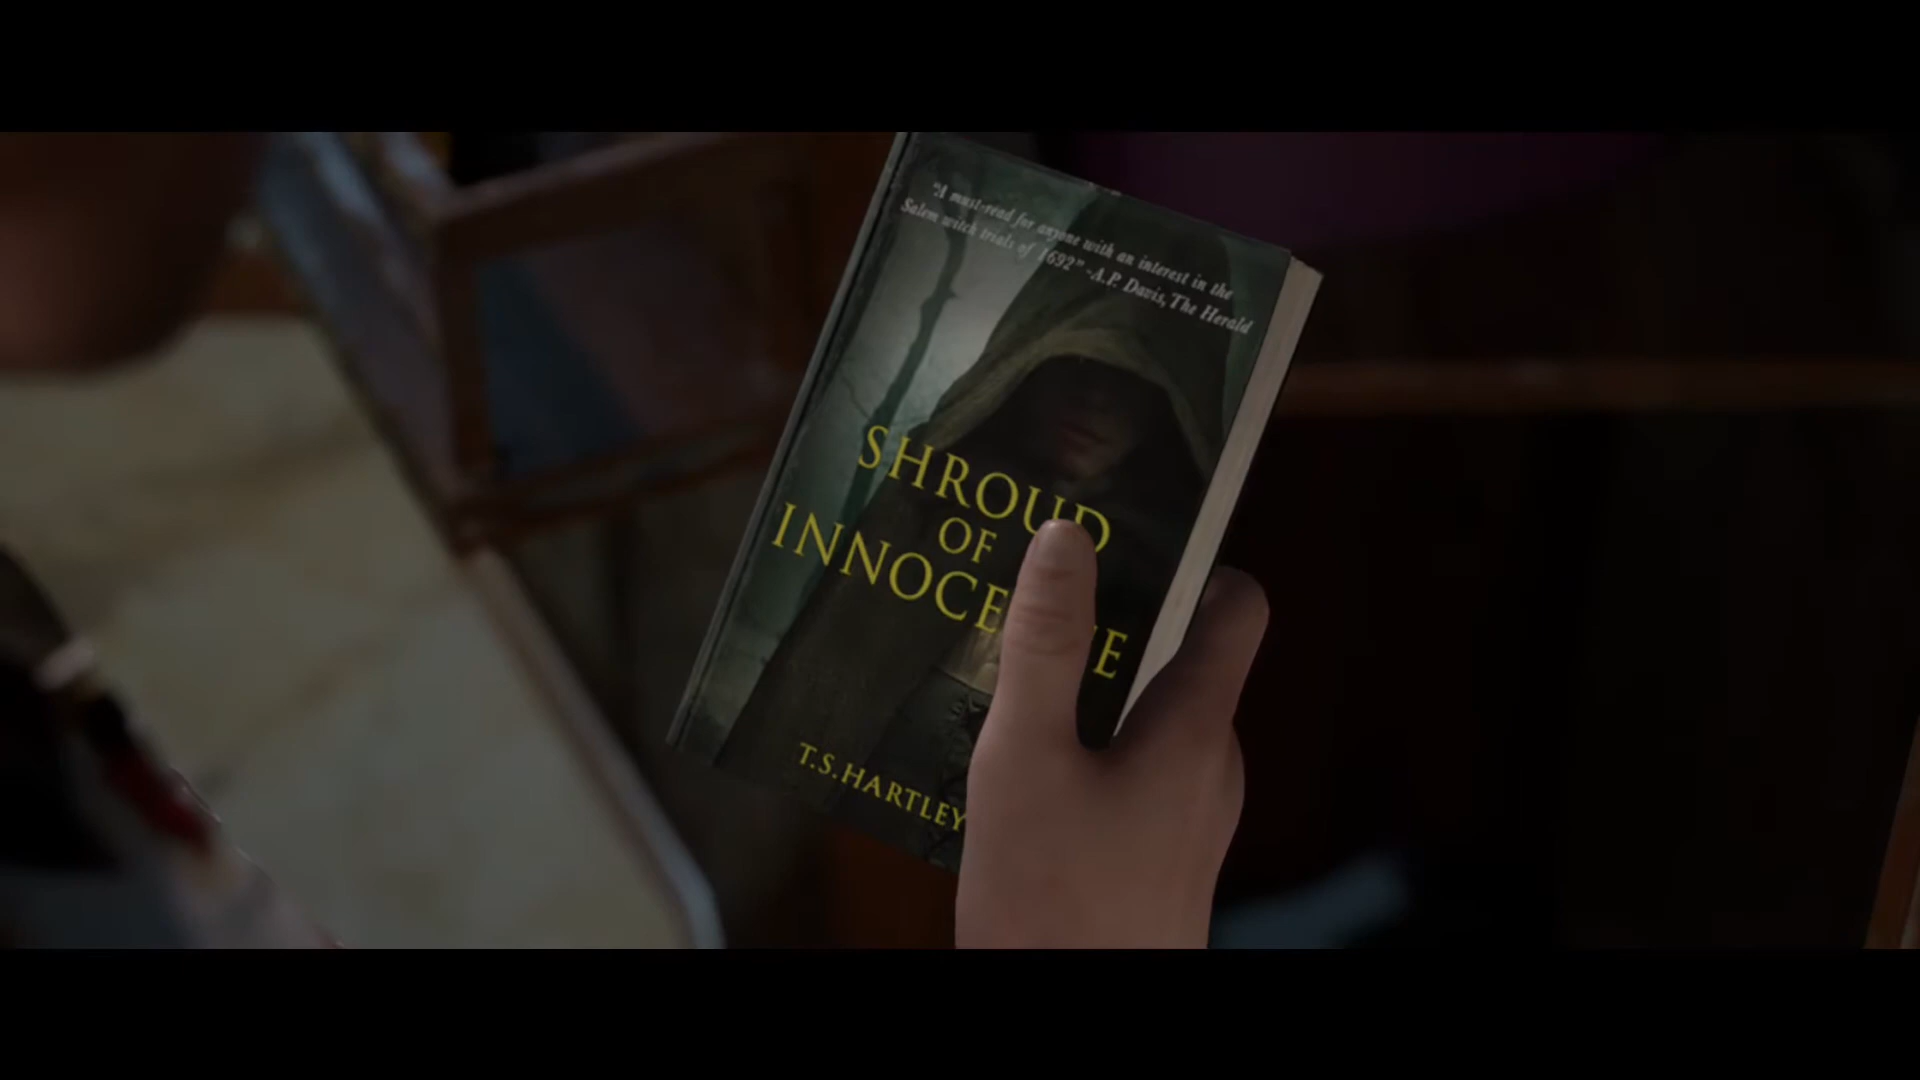 "A must-read for anyone with an interest in the
Salem witch trials of 1692" -A.P. Davis, The Herald
SHROUD
OF
INNOCE
E
T.S.HARTLEY